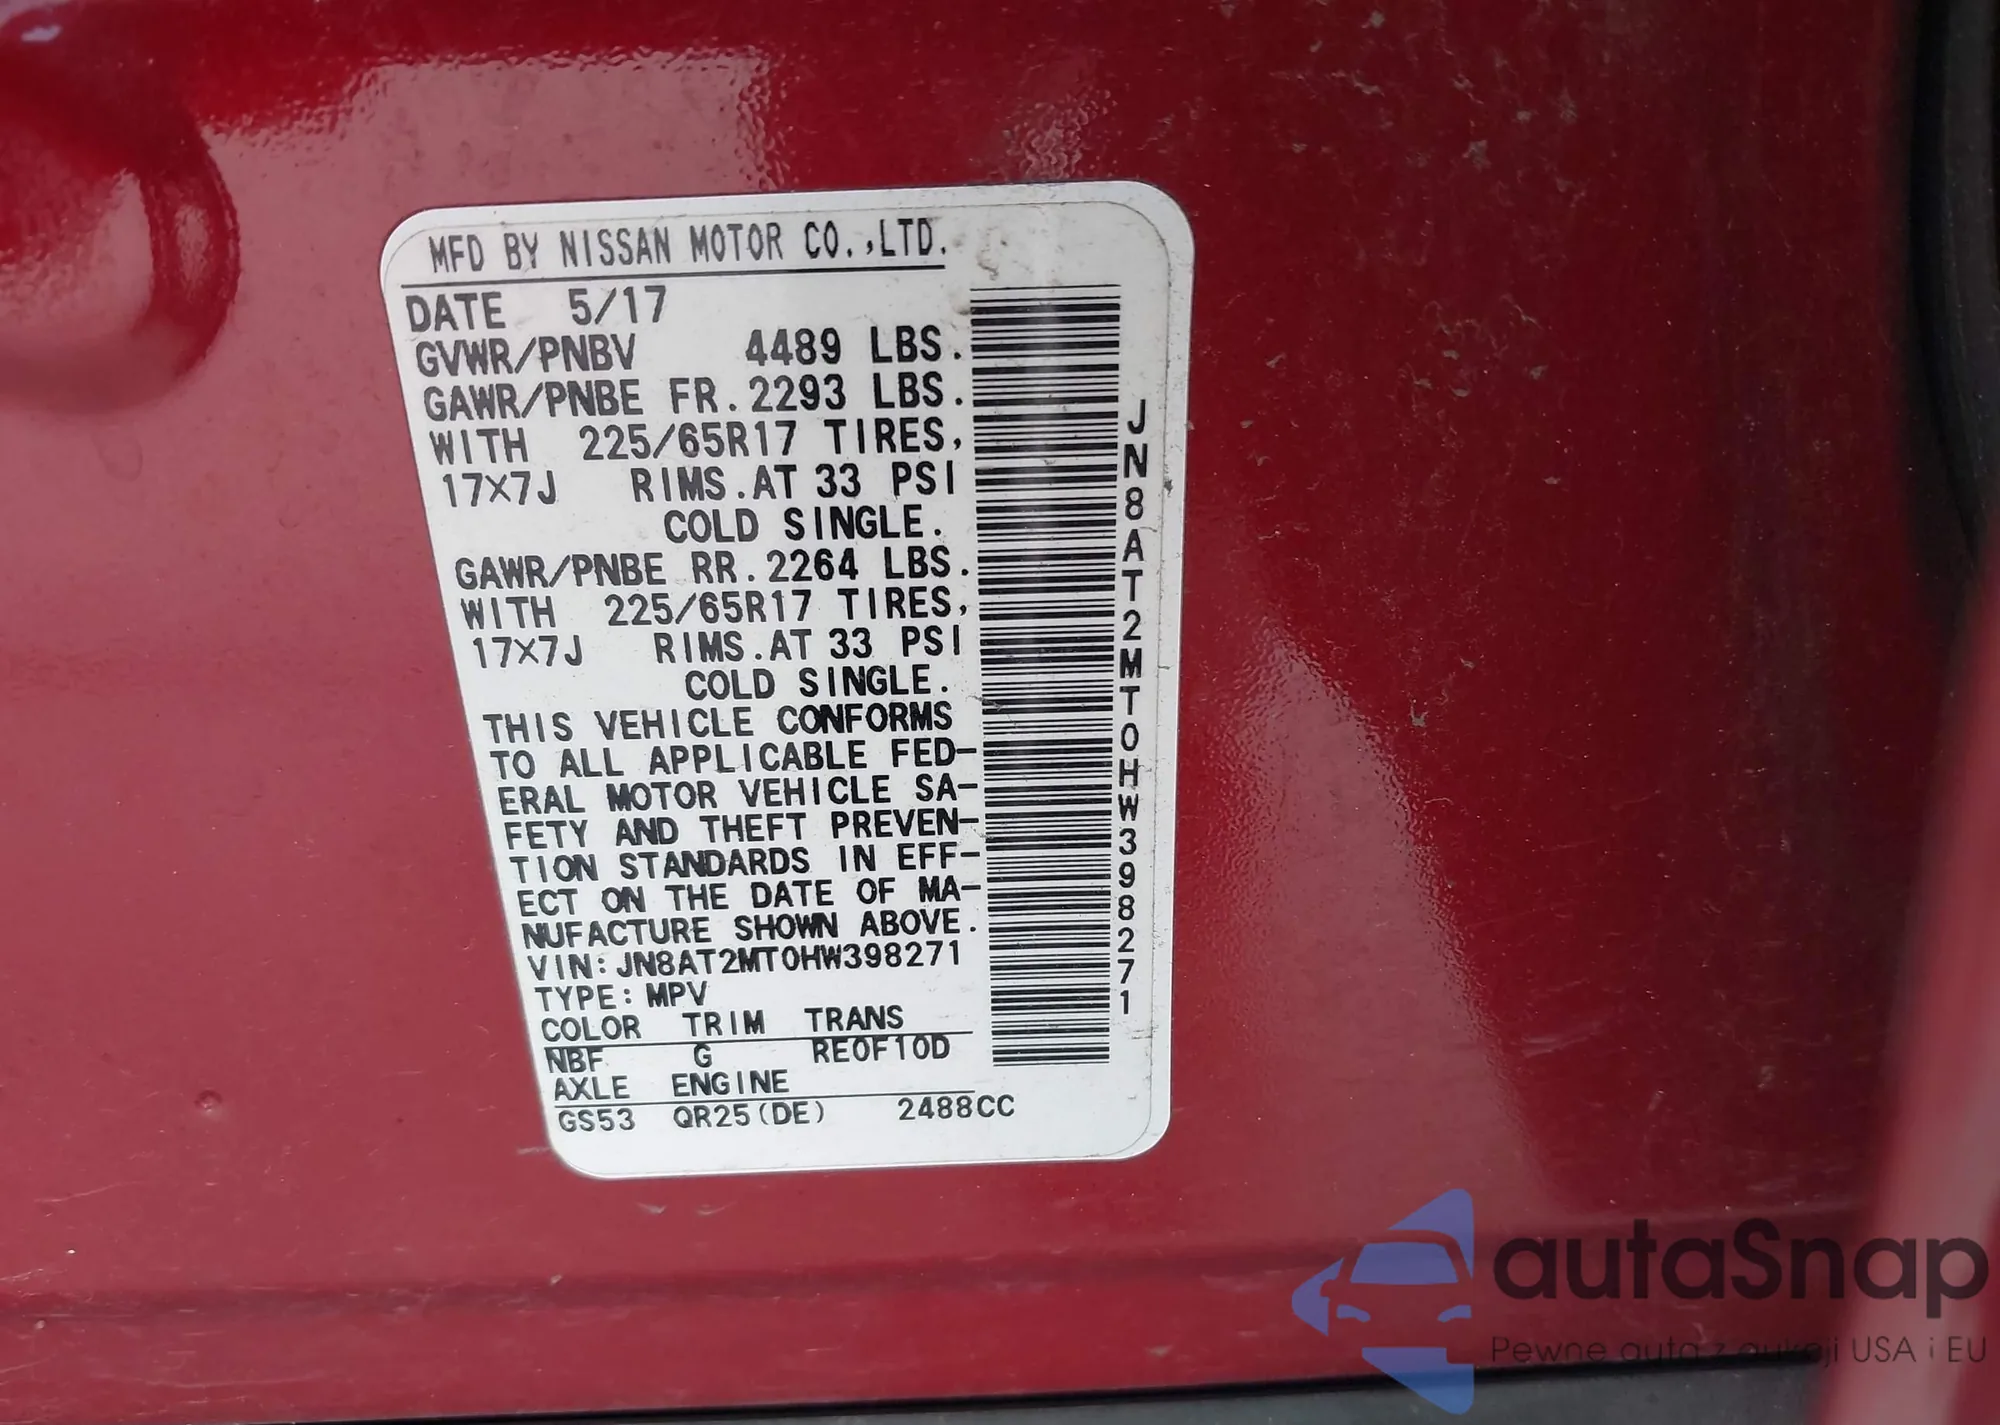 MFD BY NISSAN MOTOR CO.,LTD.
DATE 5/17
GVWR/PNBV 4489 LBS.
GAWR/PNBE FR.2293 LBS.
WITH 225/65R17 TIRES,
17X7J RIMS.AT 33 PSI
COLD SINGLE.
GAWR/PNBE RR.2264 LBS.
WITH 225/65R17 TIRES,
17X7J RIMS.AT 33 PSI
COLD SINGLE.
THIS VEHICLE CONFORMS
TO ALL APPLICABLE FED-
ERAL MOTOR VEHICLE SA-
FETY AND THEFT PREVEN-
TION STANDARDS IN EFF-
ECT ON THE DATE OF MA-
NUFACTURE SHOWN ABOVE.
VIN:JN8AT2MT0HW398271
TYPE:MPV
COLOR TRIM TRANS
NBF G RE0F10D
AXLE ENGINE
GS53 QR25(DE) 2488CC
JN8AT2MT0HW398271
autaSnap
Pewne auta z aukcji USA i EU